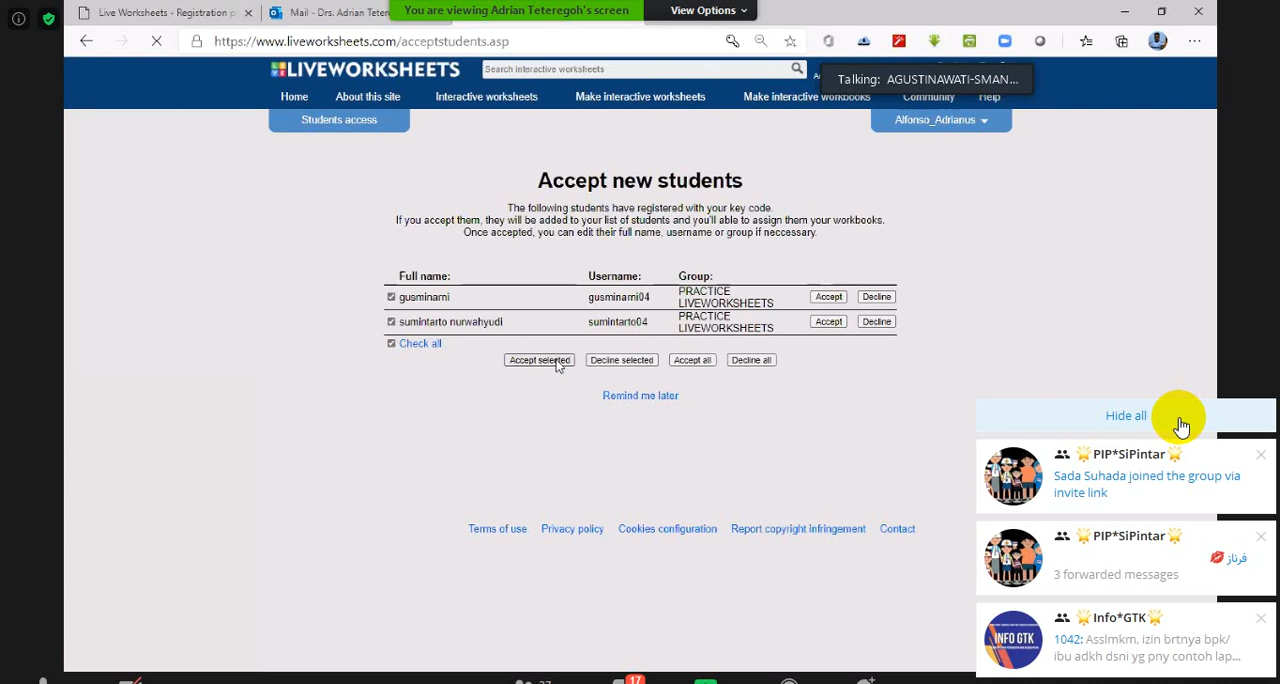 Live Worksheets - Registration p
Mail - Drs. Adrian Teter
You are viewing Adrian Teteregoh's screen
View Options
https://www.liveworksheets.com/acceptstudents.asp
LIVEWORKSHEETS
Search interactive worksheets
Talking: AGUSTINAWATI-SMAN...
Home
About this site
Interactive worksheets
Make interactive worksheets
Make interactive workbooks
Community
Help
Students access
Alfonso_Adrianus
Accept new students
The following students have registered with your key code.
If you accept them, they will be added to your list of students and you'll able to assign them your workbooks.
Once accepted, you can edit their full name, username or group if neccessary.
Full name: Username: Group:
gusminarni gusminarni04 PRACTICE LIVEWORKSHEETS Accept Decline
sumintarto nurwahyudi sumintarto04 PRACTICE LIVEWORKSHEETS Accept Decline
Check all
Accept selected Decline selected Accept all Decline all
Remind me later
Hide all
🌟PIP*SiPintar🌟
Sada Suhada joined the group via
invite link
🌟PIP*SiPintar🌟
💋 فرناز
3 forwarded messages
🌟Info*GTK🌟
INFO GTK
1042: Asslmkm, izin brtnya bpk/
ibu adkh dsni yg pny contoh lap...
Terms of use Privacy policy Cookies configuration Report copyright infringement Contact
17